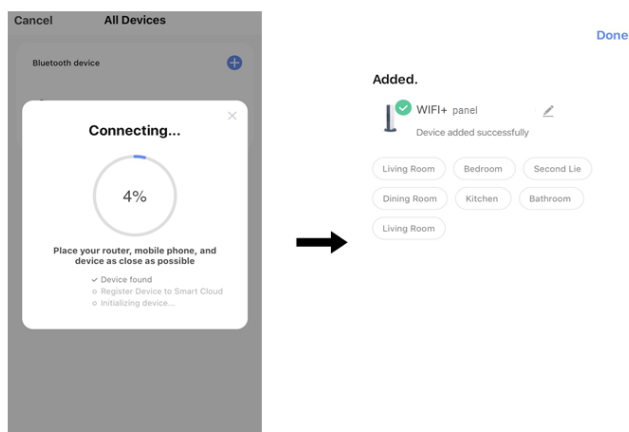 Cancel All Devices
Bluetooth device
Connecting...
4%
Place your router, mobile phone, and
device as close as possible
Device found
Register Device to Smart Cloud
Initializing device...
Done
Added.
WIFI+ panel
Device added successfully
Living Room Bedroom Second Lie
Dining Room Kitchen Bathroom
Living Room